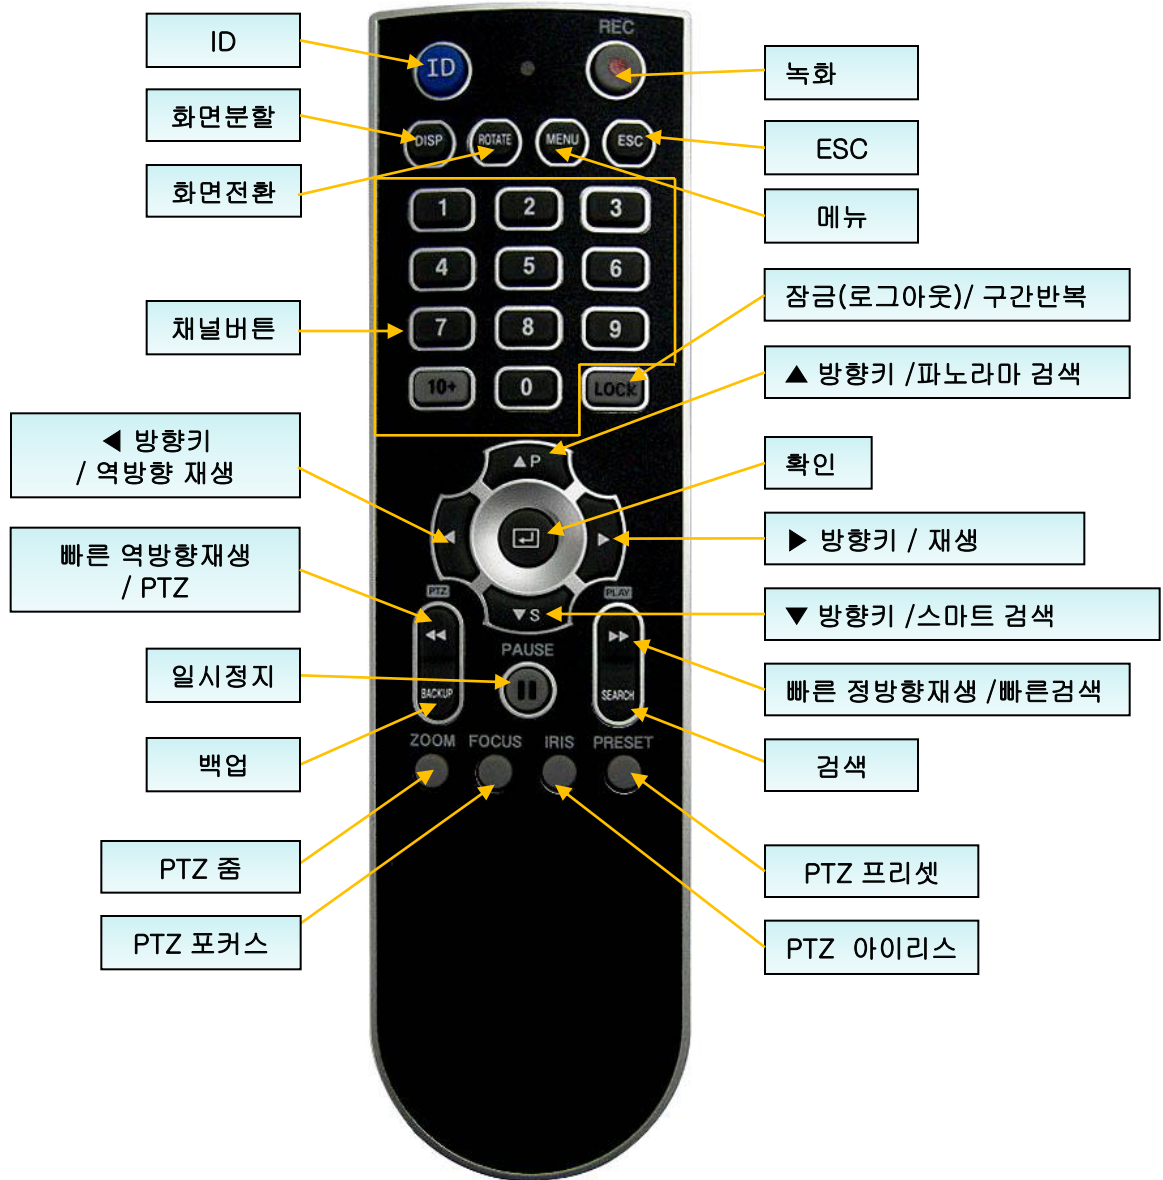 ID
화면분할
화면전환
채널버튼
◀ 방향키
/ 역방향 재생
빠른 역방향재생
/ PTZ
일시정지
백업
PTZ 줌
PTZ 포커스
REC
ID
DISP ROTATE MENU ESC
1 2 3
4 5 6
7 8 9
10+ 0 LOCK
▲P
◀ ▶
▼S
PTZ PLAY
◀◀ ▶▶
PAUSE
BACKUP SEARCH
ZOOM FOCUS IRIS PRESET
녹화
ESC
메뉴
잠금(로그아웃)/ 구간반복
▲ 방향키 /파노라마 검색
확인
▶ 방향키 / 재생
▼ 방향키 /스마트 검색
빠른 정방향재생 /빠른검색
검색
PTZ 프리셋
PTZ 아이리스